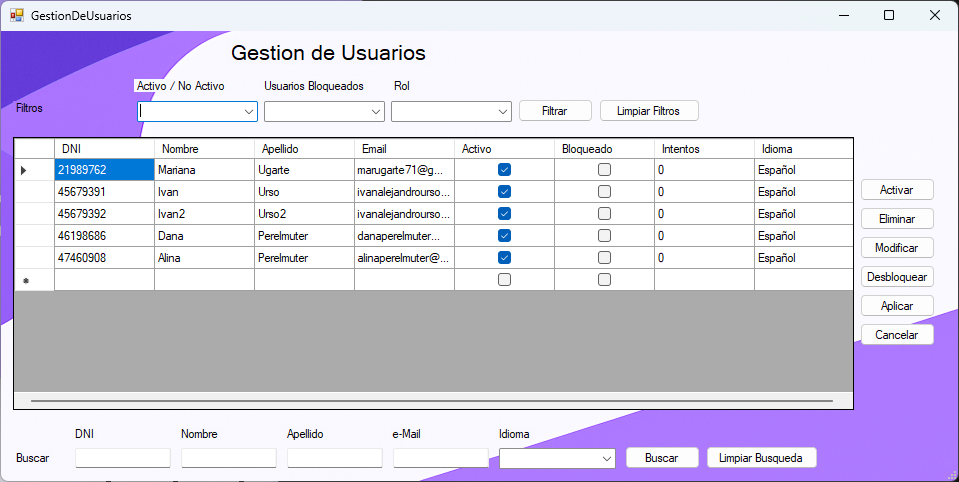 GestionDeUsuarios
Gestion de Usuarios
Activo / No Activo Usuarios Bloqueados Rol
Filtros Filtrar Limpiar Filtros
DNI Nombre Apellido Email Activo Bloqueado Intentos Idioma
21989762 Mariana Ugarte marugarte71@g... 0 Español
45679391 Ivan Urso ivanalejandrourso... 0 Español
45679392 Ivan2 Urso2 ivanalejandrourso... 0 Español
46198686 Dana Perelmuter danaperelmuter... 0 Español
47460908 Alina Perelmuter alinaperelmuter@... 0 Español
Activar
Eliminar
Modificar
Desbloquear
Aplicar
Cancelar
DNI Nombre Apellido e-Mail Idioma
Buscar Buscar Limpiar Busqueda